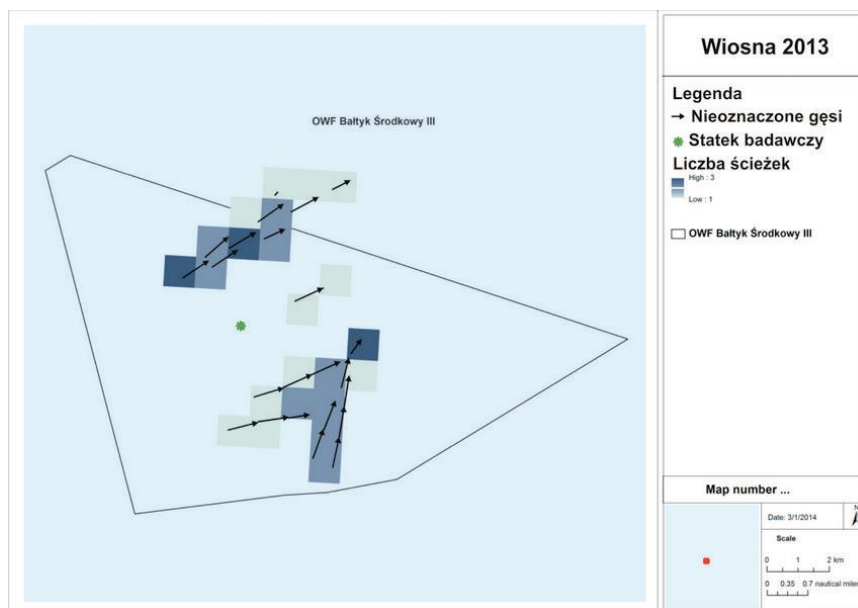 OWF Bałtyk Środkowy III
Wiosna 2013
Legenda
Nieoznaczone gęsi
Statek badawczy
Liczba ścieżek
High : 3
Low : 1
OWF Bałtyk Środkowy III
Map number ...
Date: 3/1/2014
N
Scale
0 1 2 km
0 0.35 0.7 nautical miles